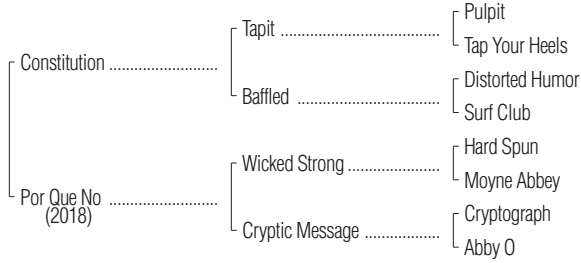 Pulpit
Tapit
Tap Your Heels
Constitution
Distorted Humor
Baffled
Surf Club
Hard Spun
Wicked Strong
Moyne Abbey
Por Que No
(2018)
Cryptograph
Cryptic Message
Abby O